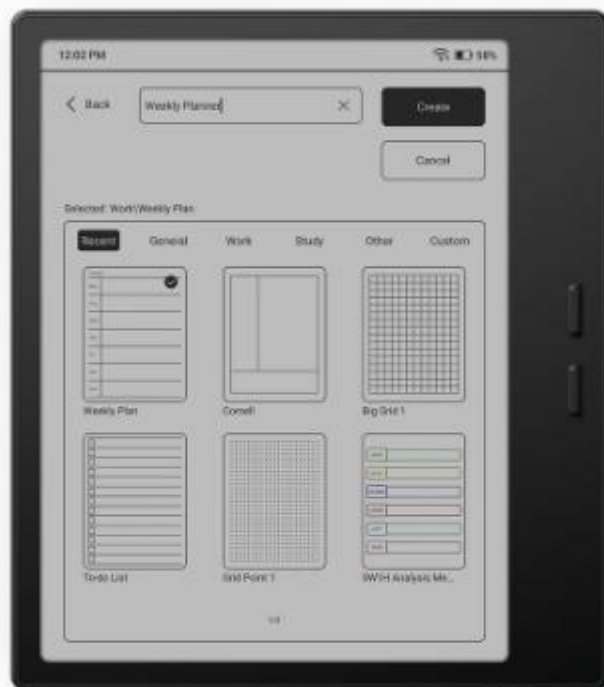 12:02 PM 58%
Back Weekly Planner Create
Cancel
Selected: Work\Weekly Plan
Recent General Work Study Other Custom
Weekly Plan Cornell Big Grid 1
To-do List Grid Point 1 5W1H Analysis Me...